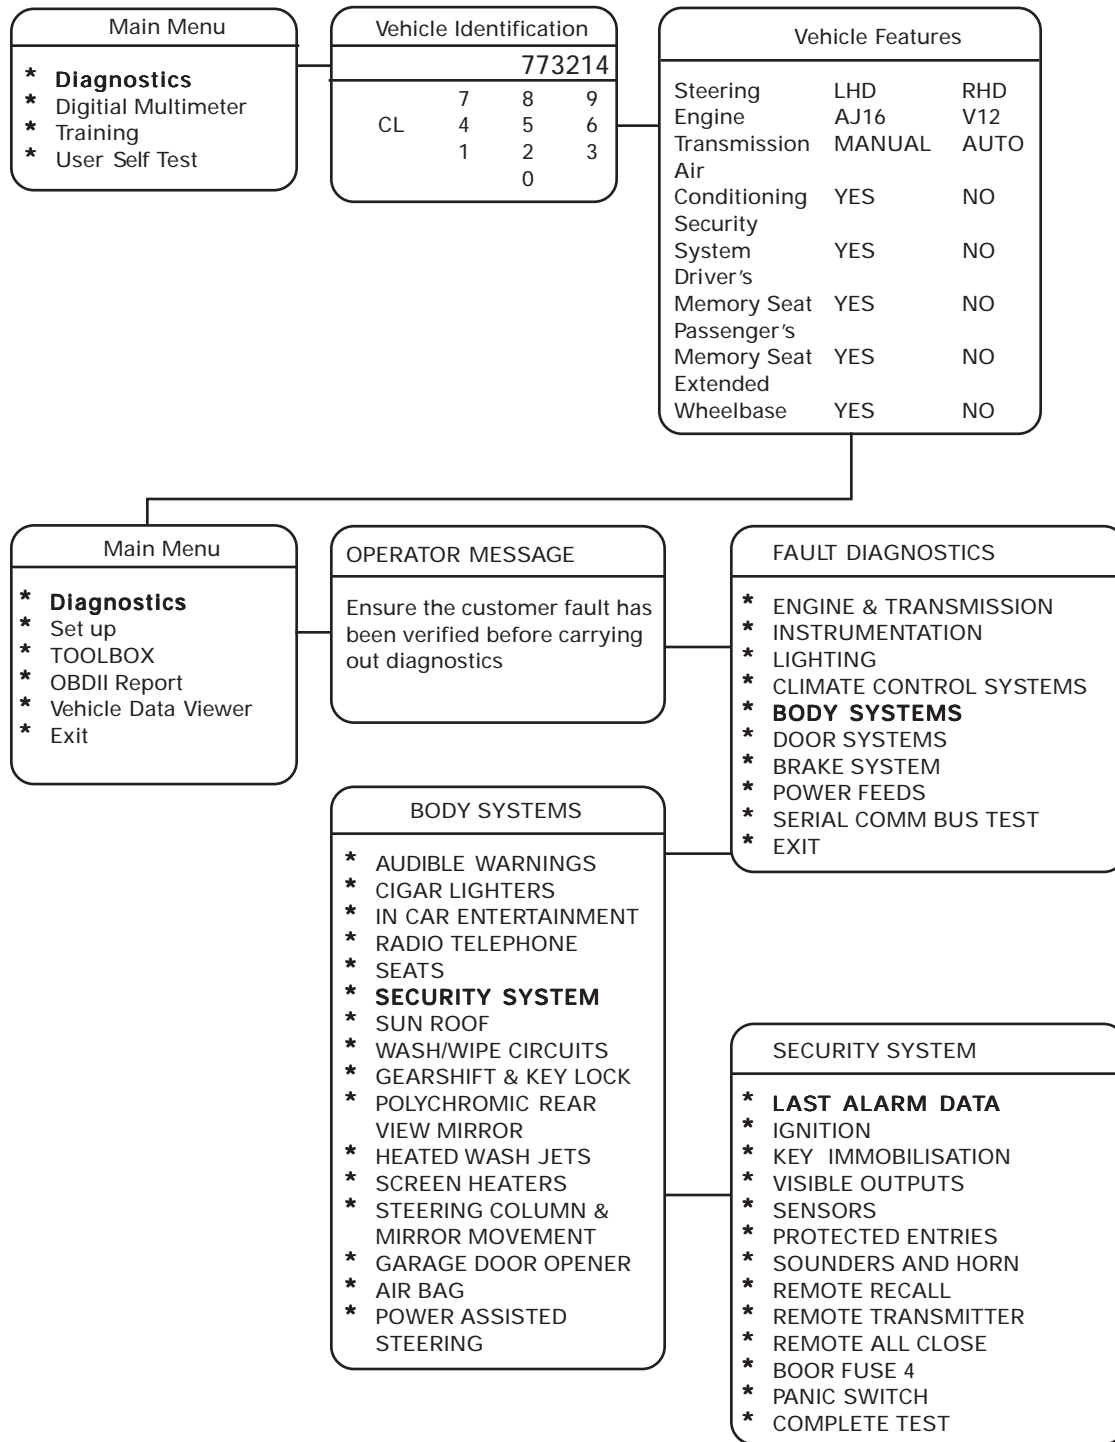 Main Menu
* Diagnostics
* Digitial Multimeter
* Training
* User Self Test
Vehicle Identification
773214
7 8 9
CL 4 5 6
1 2 3
0
Vehicle Features
Steering LHD RHD
Engine AJ16 V12
Transmission MANUAL AUTO
Air
Conditioning YES NO
Security
System YES NO
Driver's
Memory Seat YES NO
Passenger's
Memory Seat YES NO
Extended
Wheelbase YES NO
Main Menu
* Diagnostics
* Set up
* TOOLBOX
* OBDII Report
* Vehicle Data Viewer
* Exit
OPERATOR MESSAGE
Ensure the customer fault has
been verified before carrying
out diagnostics
FAULT DIAGNOSTICS
* ENGINE & TRANSMISSION
* INSTRUMENTATION
* LIGHTING
* CLIMATE CONTROL SYSTEMS
* BODY SYSTEMS
* DOOR SYSTEMS
* BRAKE SYSTEM
* POWER FEEDS
* SERIAL COMM BUS TEST
* EXIT
BODY SYSTEMS
* AUDIBLE WARNINGS
* CIGAR LIGHTERS
* IN CAR ENTERTAINMENT
* RADIO TELEPHONE
* SEATS
* SECURITY SYSTEM
* SUN ROOF
* WASH/WIPE CIRCUITS
* GEARSHIFT & KEY LOCK
* POLYCHROMIC REAR
VIEW MIRROR
* HEATED WASH JETS
* SCREEN HEATERS
* STEERING COLUMN &
MIRROR MOVEMENT
* GARAGE DOOR OPENER
* AIR BAG
* POWER ASSISTED
STEERING
SECURITY SYSTEM
* LAST ALARM DATA
* IGNITION
* KEY IMMOBILISATION
* VISIBLE OUTPUTS
* SENSORS
* PROTECTED ENTRIES
* SOUNDERS AND HORN
* REMOTE RECALL
* REMOTE TRANSMITTER
* REMOTE ALL CLOSE
* BOOR FUSE 4
* PANIC SWITCH
* COMPLETE TEST